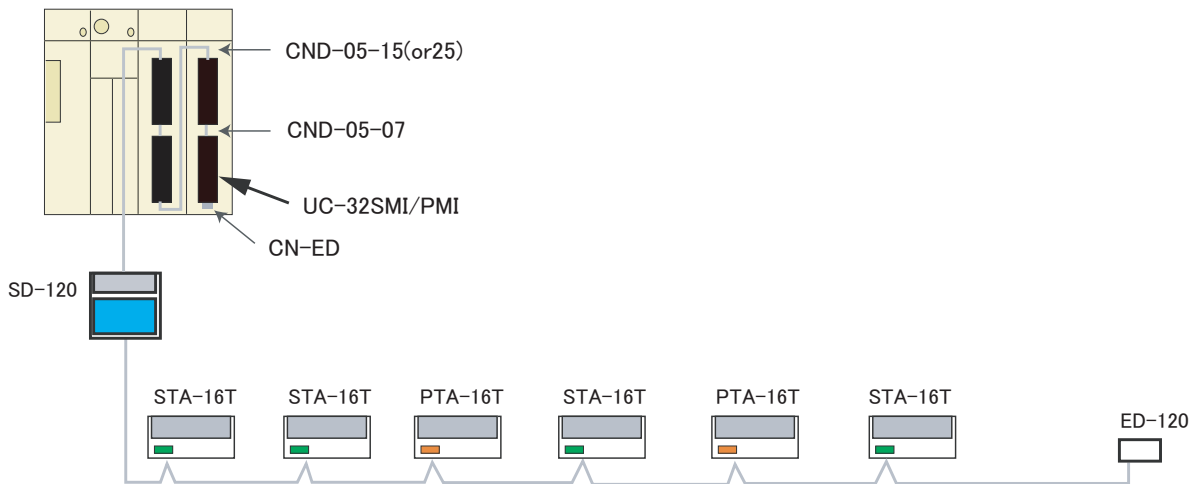 CND-05-15(or25)
CND-05-07
UC-32SMI/PMI
CN-ED
SD-120
STA-16T
STA-16T
PTA-16T
STA-16T
PTA-16T
STA-16T
ED-120